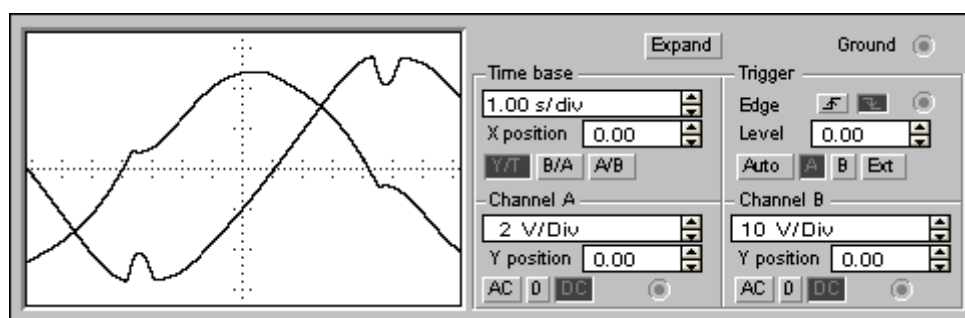 Expand
Ground
Time base
1.00 s/div
X position 0.00
Y/T B/A A/B
Trigger
Edge
Level 0.00
Auto A B Ext
Channel A
2 V/Div
Y position 0.00
AC 0 DC
Channel B
10 V/Div
Y position 0.00
AC 0 DC